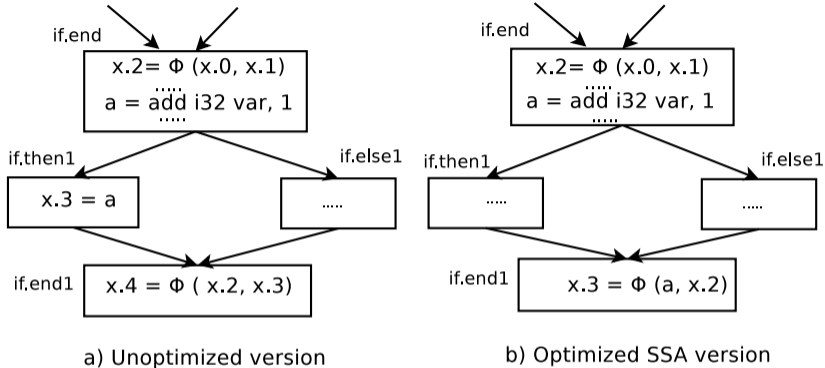 if.end
x.2= Φ (x.0, x.1)
.....
a = add i32 var, 1
.....
if.then1
if.else1
x.3 = a
.....
if.end1
x.4 = Φ ( x.2, x.3)
a) Unoptimized version
if.end
x.2= Φ (x.0, x.1)
.....
a = add i32 var, 1
.....
if.then1
if.else1
.....
.....
if.end1
x.3 = Φ (a, x.2)
b) Optimized SSA version